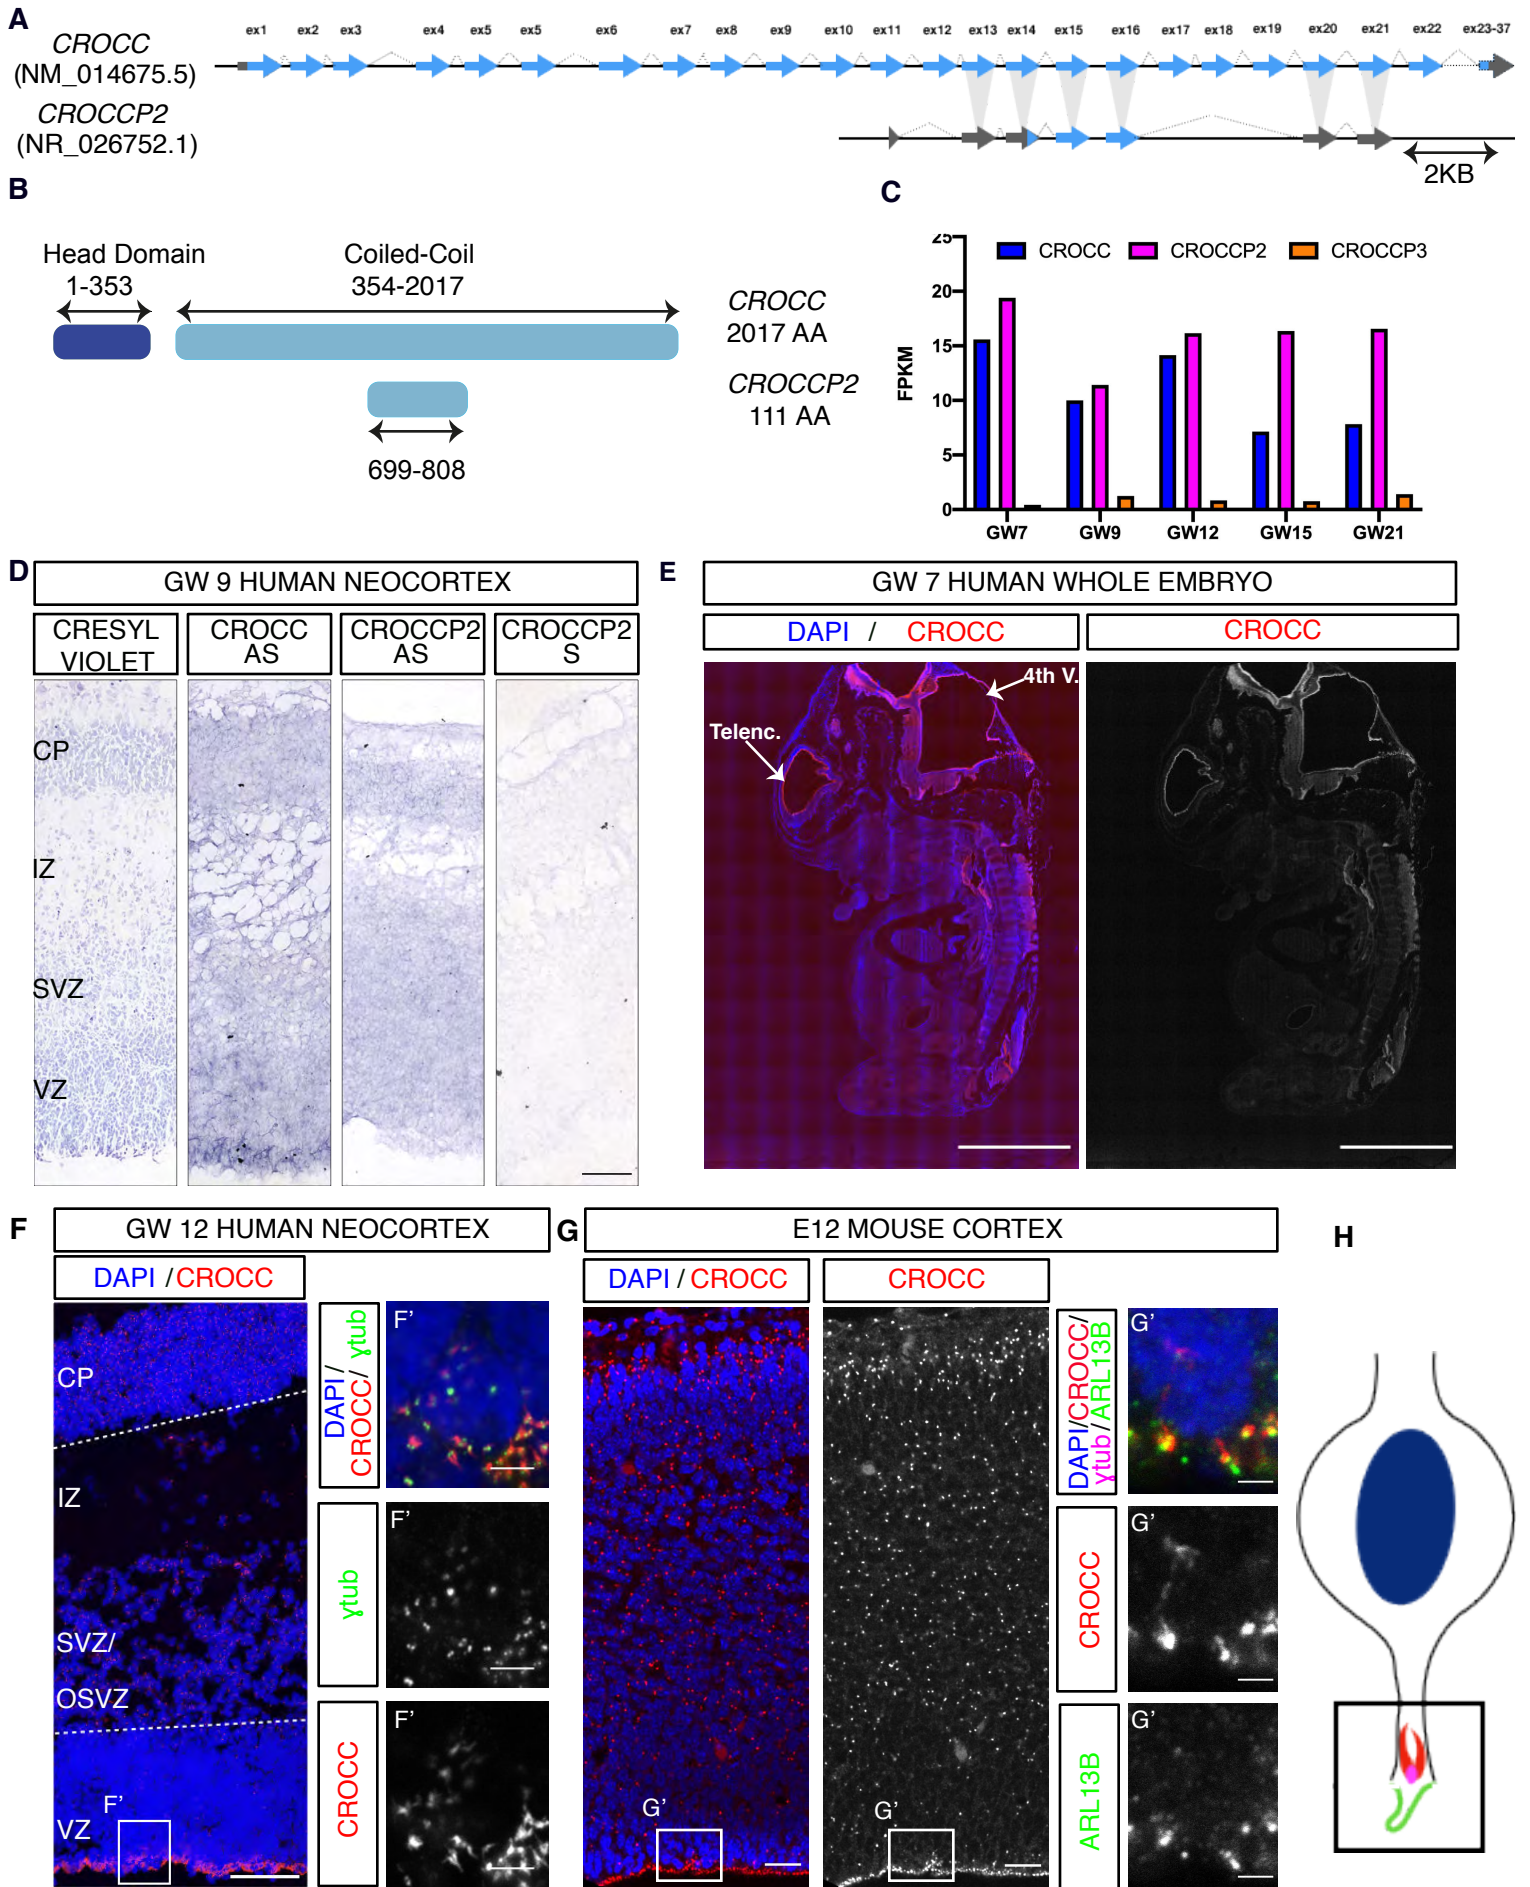 A
ex1 ex2 ex3 ex4 ex5 ex5 ex6 ex7 ex8 ex9 ex10 ex11 ex12 ex13 ex14 ex15 ex16 ex17 ex18 ex19 ex20 ex21 ex22 ex23-37
CROCC
(NM_014675.5)
CROCCP2
(NR_026752.1)
2KB
B
Head Domain
1-353
Coiled-Coil
354-2017
CROCC
2017 AA
CROCCP2
111 AA
699-808
C
CROCC CROCCP2 CROCCP3
FPKM
25
20
15
10
5
0
GW7 GW9 GW12 GW15 GW21
D
GW 9 HUMAN NEOCORTEX
CRESYL
VIOLET
CROCC
AS
CROCCP2
AS
CROCCP2
S
CP
IZ
SVZ
VZ
E
GW 7 HUMAN WHOLE EMBRYO
DAPI / CROCC
CROCC
4th V.
Telenc.
F
GW 12 HUMAN NEOCORTEX
DAPI / CROCC
CP
IZ
SVZ/
OSVZ
VZ
F'
DAPI /
CROCC/ɣtub
F'
ɣtub
F'
CROCC
F'
G
E12 MOUSE CORTEX
DAPI / CROCC
CROCC
G'
G'
DAPI/CROCC/
ɣtub/ARL13B
G'
CROCC
G'
ARL13B
G'
H